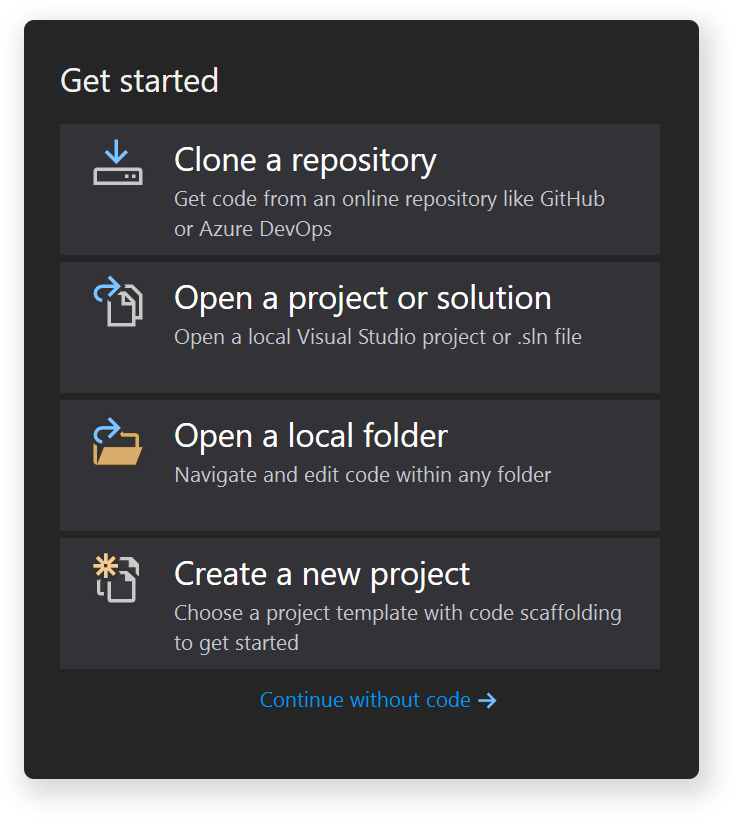 Get started
Clone a repository
Get code from an online repository like GitHub
or Azure DevOps
Open a project or solution
Open a local Visual Studio project or .sln file
Open a local folder
Navigate and edit code within any folder
Create a new project
Choose a project template with code scaffolding
to get started
Continue without code